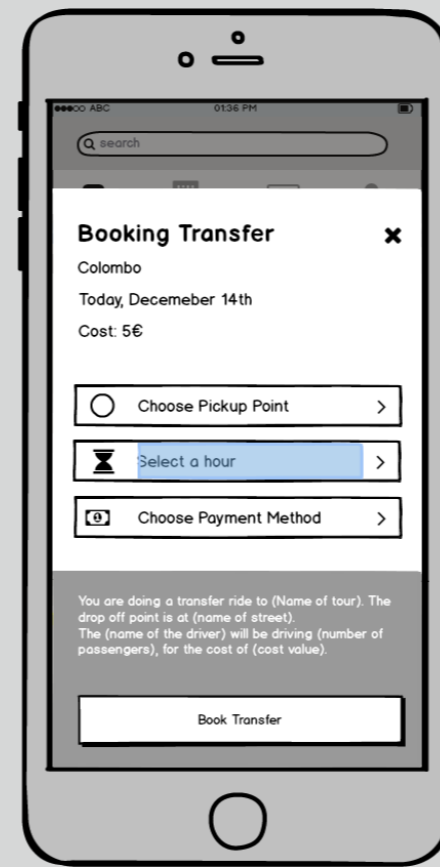 ABC 01:36 PM
search
Booking Transfer
Colombo
Today, Decemeber 14th
Cost: 5€
Choose Pickup Point
Select a hour
Choose Payment Method
You are doing a transfer ride to (Name of tour). The
drop off point is at (name of street).
The (name of the driver) will be driving (number of
passengers), for the cost of (cost value).
Book Transfer